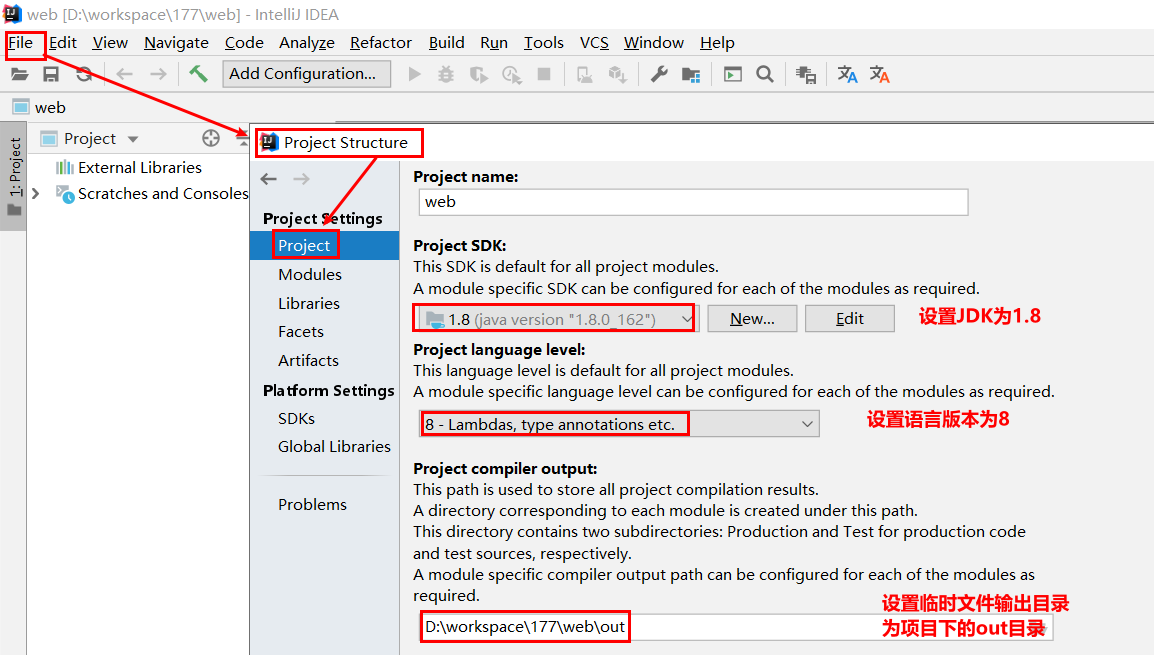 web [D:\workspace\177\web] - IntelliJ IDEA
File Edit View Navigate Code Analyze Refactor Build Run Tools VCS Window Help
Add Configuration...
web
1: Project
Project
External Libraries
Scratches and Consoles
Project Structure
Project Settings
Project
Modules
Libraries
Facets
Artifacts
Platform Settings
SDKs
Global Libraries
Problems
Project name:
web
Project SDK:
This SDK is default for all project modules.
A module specific SDK can be configured for each of the modules as required.
1.8 (java version "1.8.0_162") New... Edit 设置JDK为1.8
Project language level:
This language level is default for all project modules.
A module specific language level can be configured for each of the modules as required.
8 - Lambdas, type annotations etc. 设置语言版本为8
Project compiler output:
This path is used to store all project compilation results.
A directory corresponding to each module is created under this path.
This directory contains two subdirectories: Production and Test for production code
and test sources, respectively.
A module specific compiler output path can be configured for each of the modules as
required.
设置临时文件输出目录
为项目下的out目录
D:\workspace\177\web\out